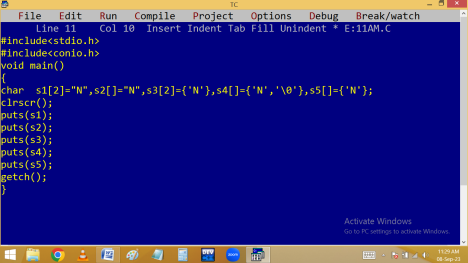 TC
File Edit Run Compile Project Options Debug Break/watch
Line 11 Col 10 Insert Indent Tab Fill Unindent * E:11AM.C
#include<stdio.h>
#include<conio.h>
void main()
{
char s1[2]="N",s2[]="N",s3[2]={'N'},s4[]={'N','\0'},s5[]={'N'};
clrscr();
puts(s1);
puts(s2);
puts(s3);
puts(s4);
puts(s5);
getch();
}
Activate Windows
Go to PC settings to activate Windows.
11:29 AM
08-Sep-23